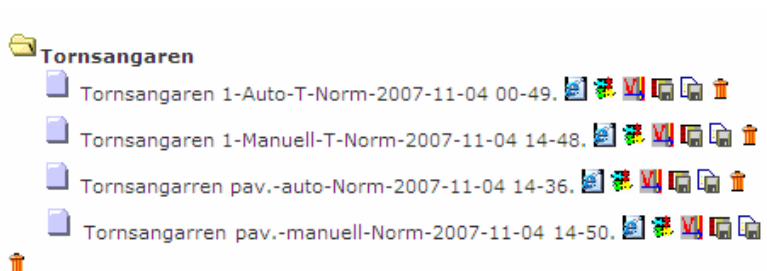 Tornsangaren
Tornsangaren 1-Auto-T-Norm-2007-11-04 00-49.
Tornsangaren 1-Manuell-T-Norm-2007-11-04 14-48.
Tornsangarren pav.-auto-Norm-2007-11-04 14-36.
Tornsangarren pav.-manuell-Norm-2007-11-04 14-50.